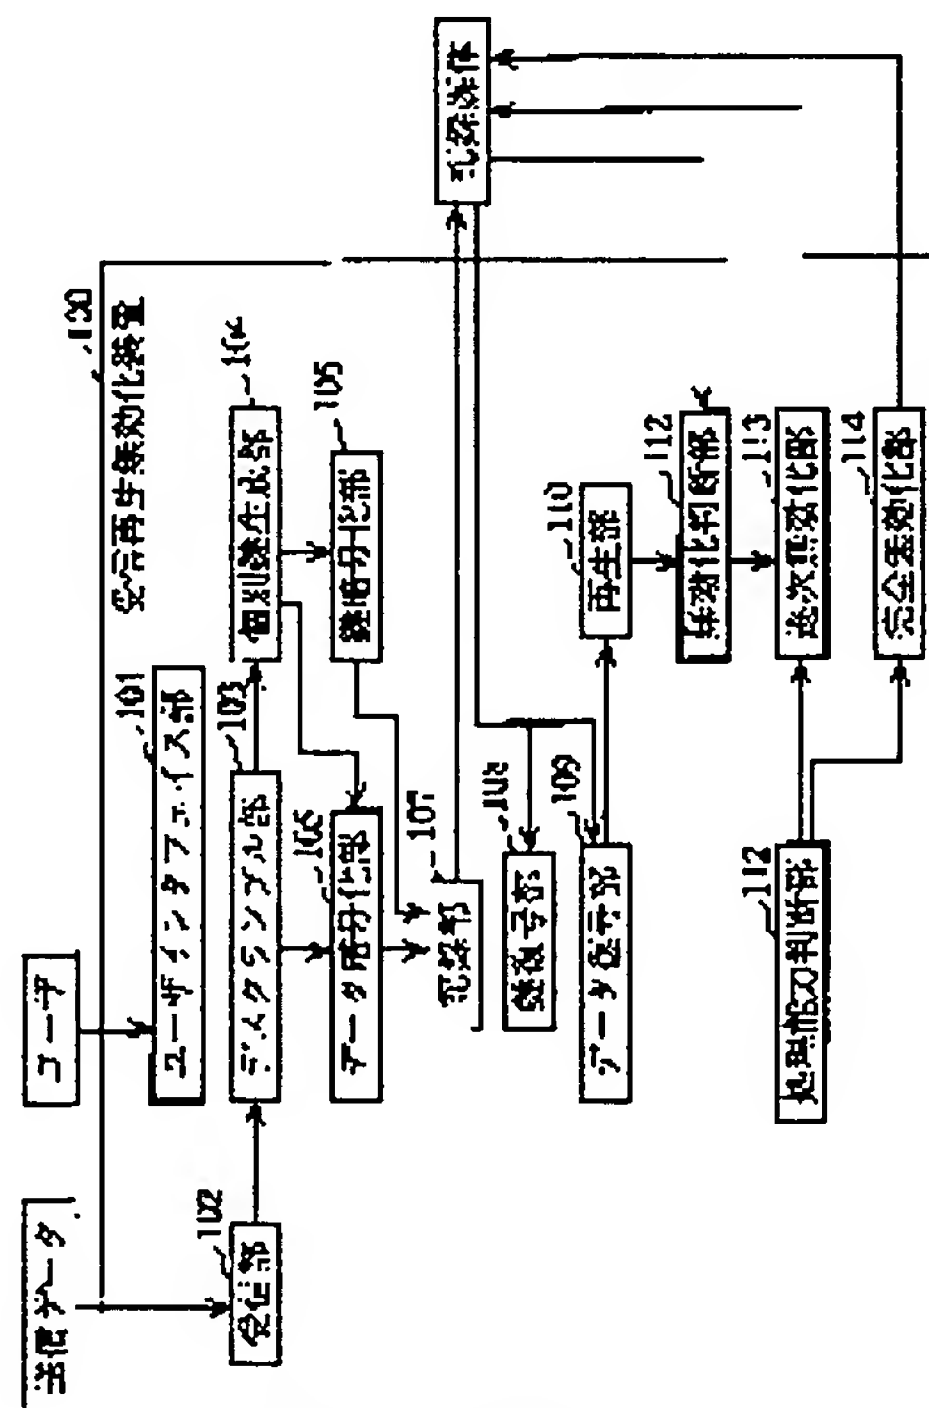 送信データ
ユーザ
100
受信再生無効化装置
101
ユーザインタフェイス部
102
受信部
103
デスクランブル部
104
個別鍵生成部
105
鍵暗号化部
106
データ暗号化部
107
記録部
記録媒体
108
鍵復号部
109
データ復号部
110
再生部
112
無効化判断部
113
逐次無効化部
114
完全無効化部
112
処理能力判断部